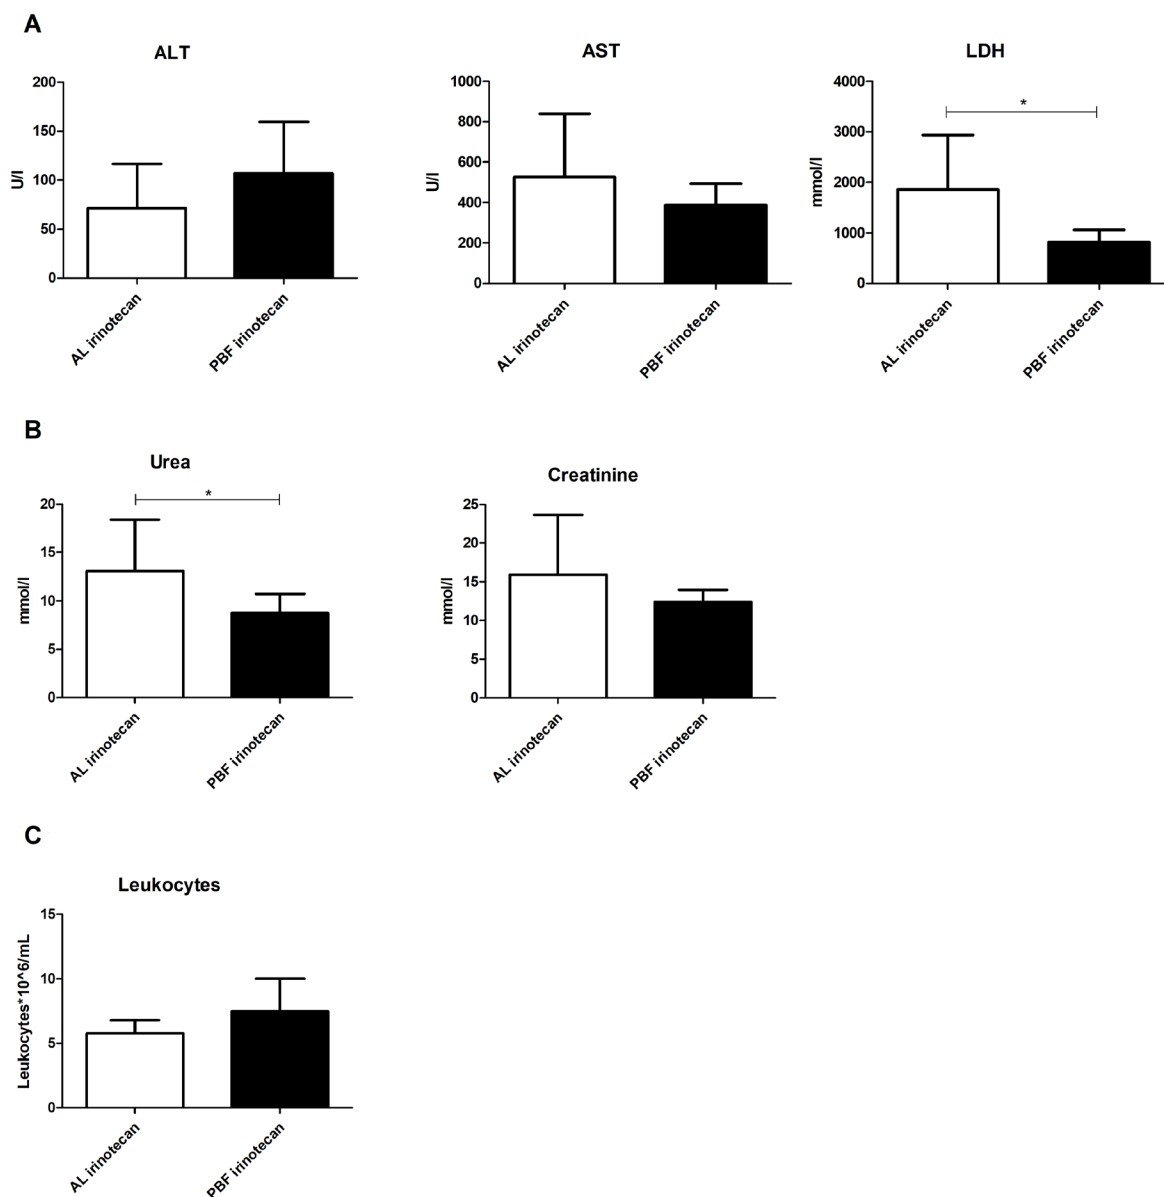 A
ALT
AST
LDH
200
150
100
50
0
U/l
AL irinotecan
PBF irinotecan
1000
800
600
400
200
0
U/l
AL irinotecan
PBF irinotecan
4000
3000
2000
1000
0
mmol/l
*
AL irinotecan
PBF irinotecan
B
Urea
20
15
10
5
0
mmol/l
*
AL irinotecan
PBF irinotecan
Creatinine
25
20
15
10
5
0
mmol/l
AL irinotecan
PBF irinotecan
C
Leukocytes
15
10
5
0
Leukocytes*10^6/mL
AL irinotecan
PBF irinotecan